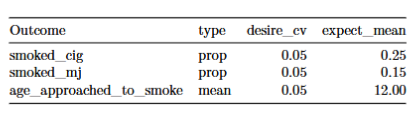 Outcome type desire_cv expect_mean
smoked_cig prop 0.05 0.25
smoked_mj prop 0.05 0.15
age_approached_to_smoke mean 0.05 12.00